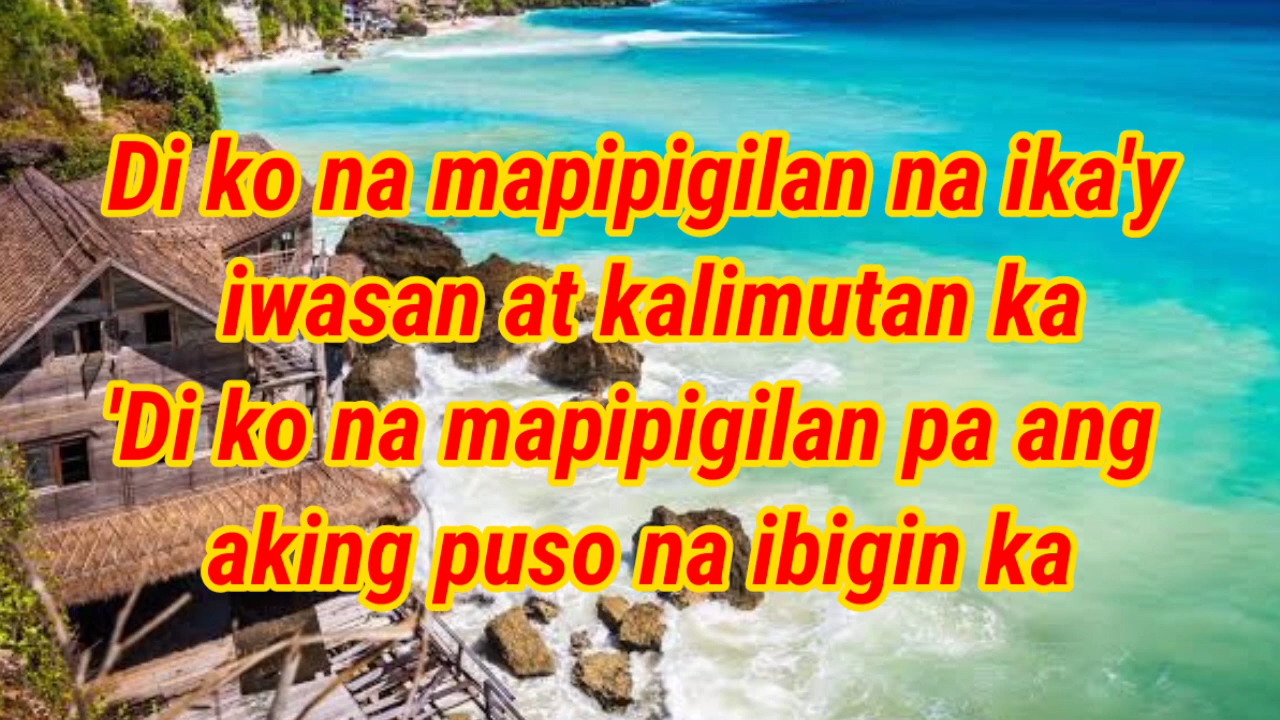 Di ko na mapipigilan na ika'y
iwasan at kalimutan ka
'Di ko na mapipigilan pa ang
aking puso na ibigin ka